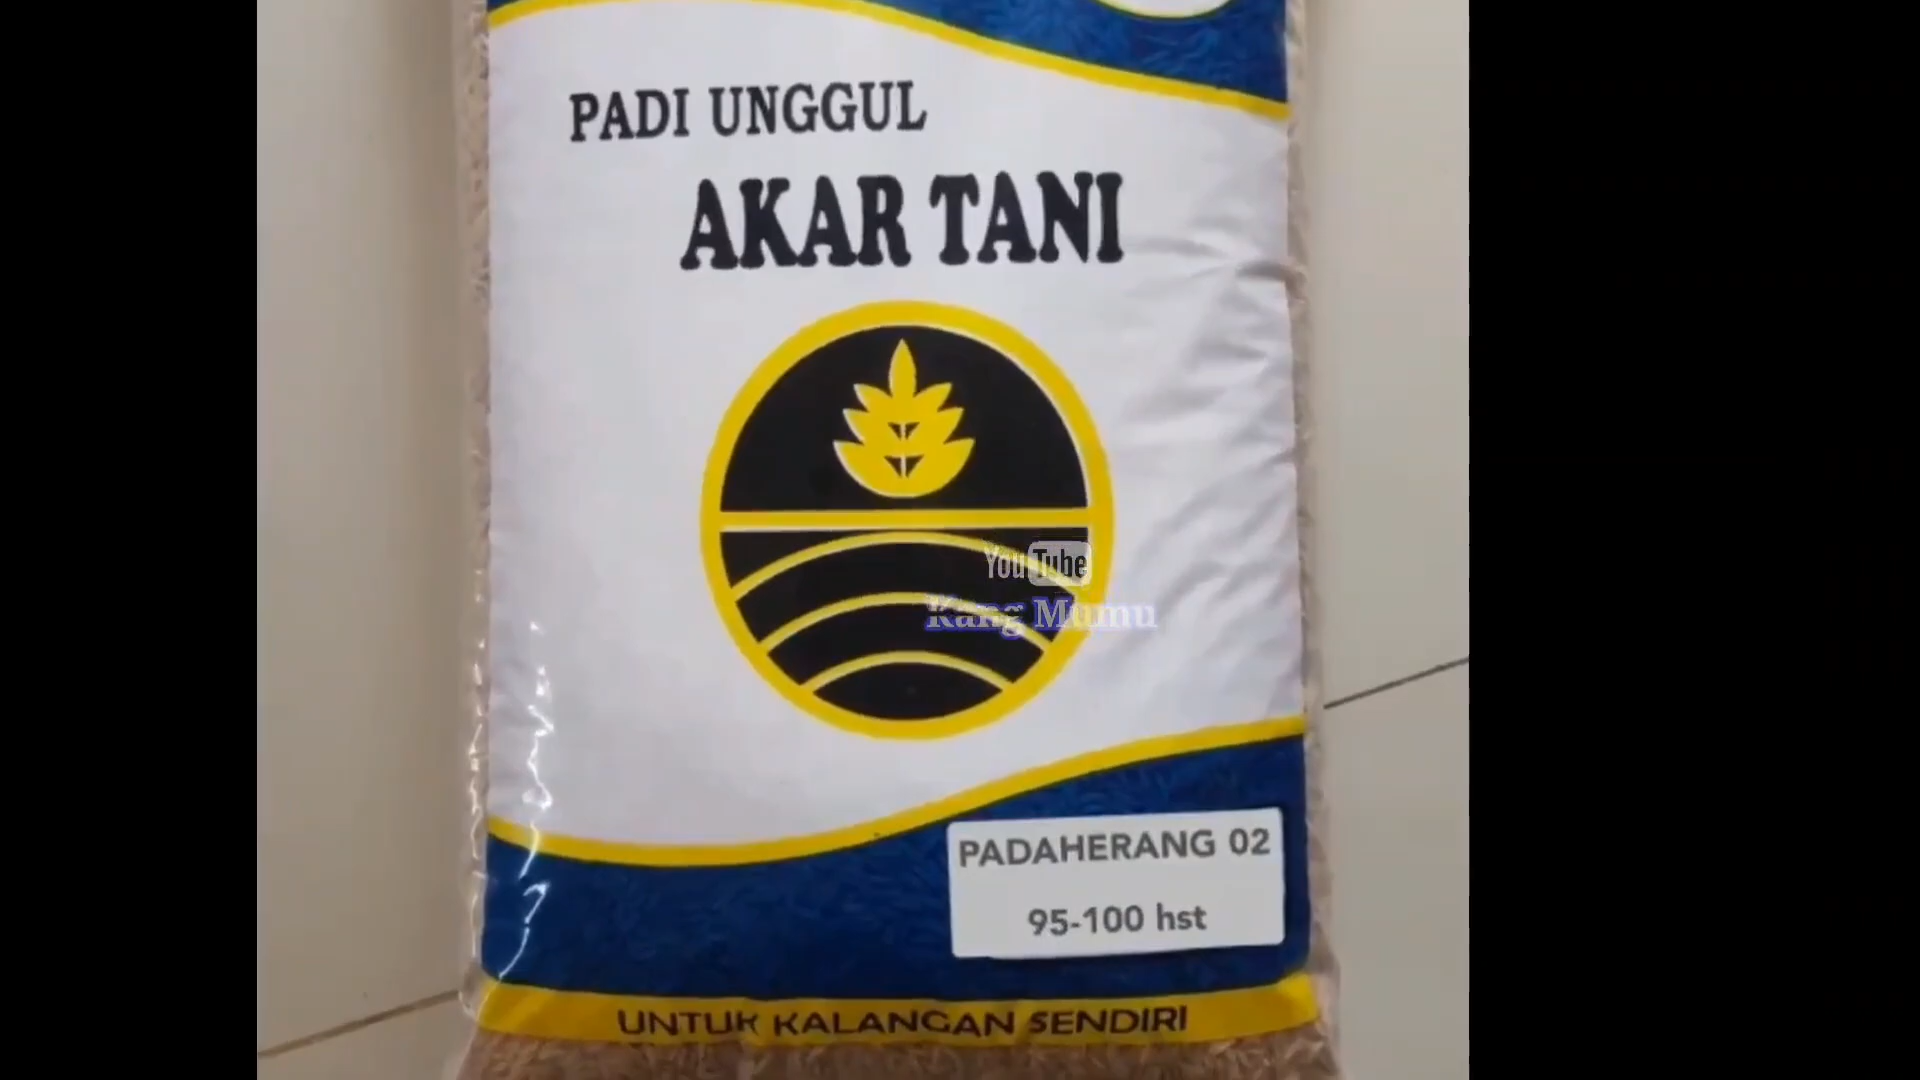 PADI UNGGUL
AKAR TANI
YouTube
Kang Mumu
PADAHERANG 02
95-100 hst
UNTUK KALANGAN SENDIRI